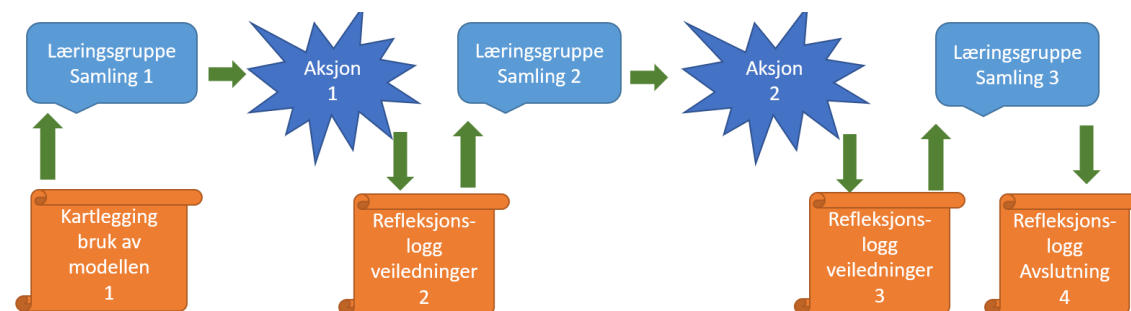 Læringsgruppe
Samling 1
Aksjon
1
Læringsgruppe
Samling 2
Aksjon
2
Læringsgruppe
Samling 3
Kartlegging
bruk av
modellen
1
Refleksjons-
logg
veiledninger
2
Refleksjons-
logg
veiledninger
3
Refleksjons-
logg
Avslutning
4